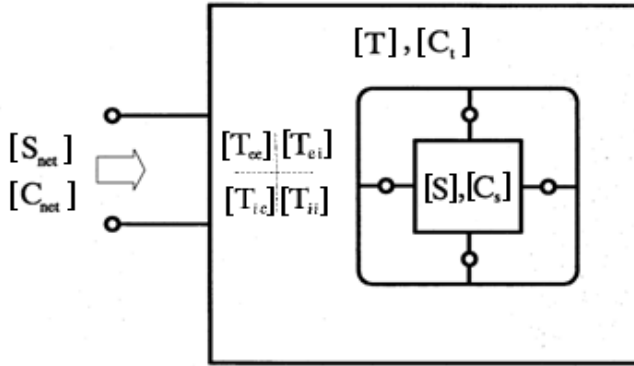 [T],[C_t]
[S_net]
[C_net]
[T_ee][T_ei]
[T_ie][T_ii]
[S],[C_s]